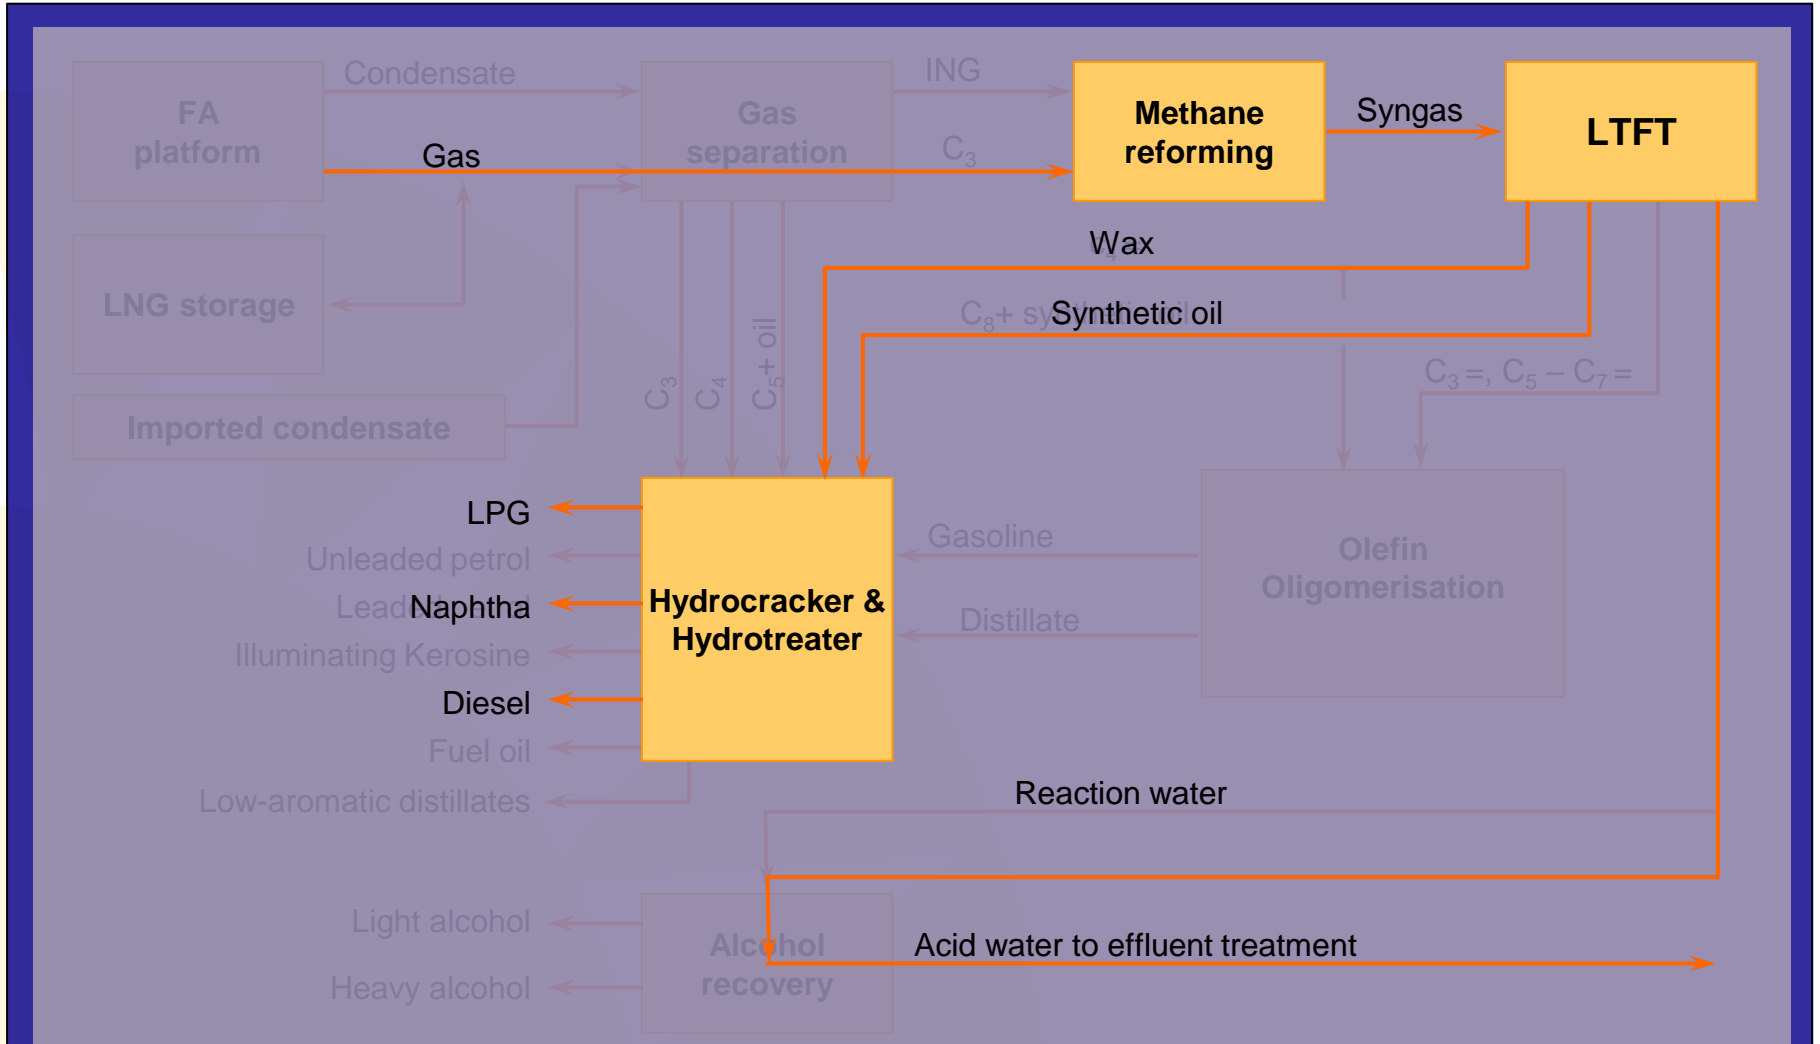 Condensate
ING
FA
platform
Gas
separation
Methane
reforming
Syngas
LTFT
Gas
C₃
Wax
LNG storage
C₈+ synthetic oil
Synthetic oil
C₃
C₄
C₅+ oil
C₃ =, C₅ – C₇ =
Imported condensate
LPG
Unleaded petrol
Naphtha
Illuminating Kerosine
Diesel
Fuel oil
Low-aromatic distillates
Hydrocracker &
Hydrotreater
Gasoline
Distillate
Olefin
Oligomerisation
Reaction water
Light alcohol
Heavy alcohol
Alcohol
recovery
Acid water to effluent treatment